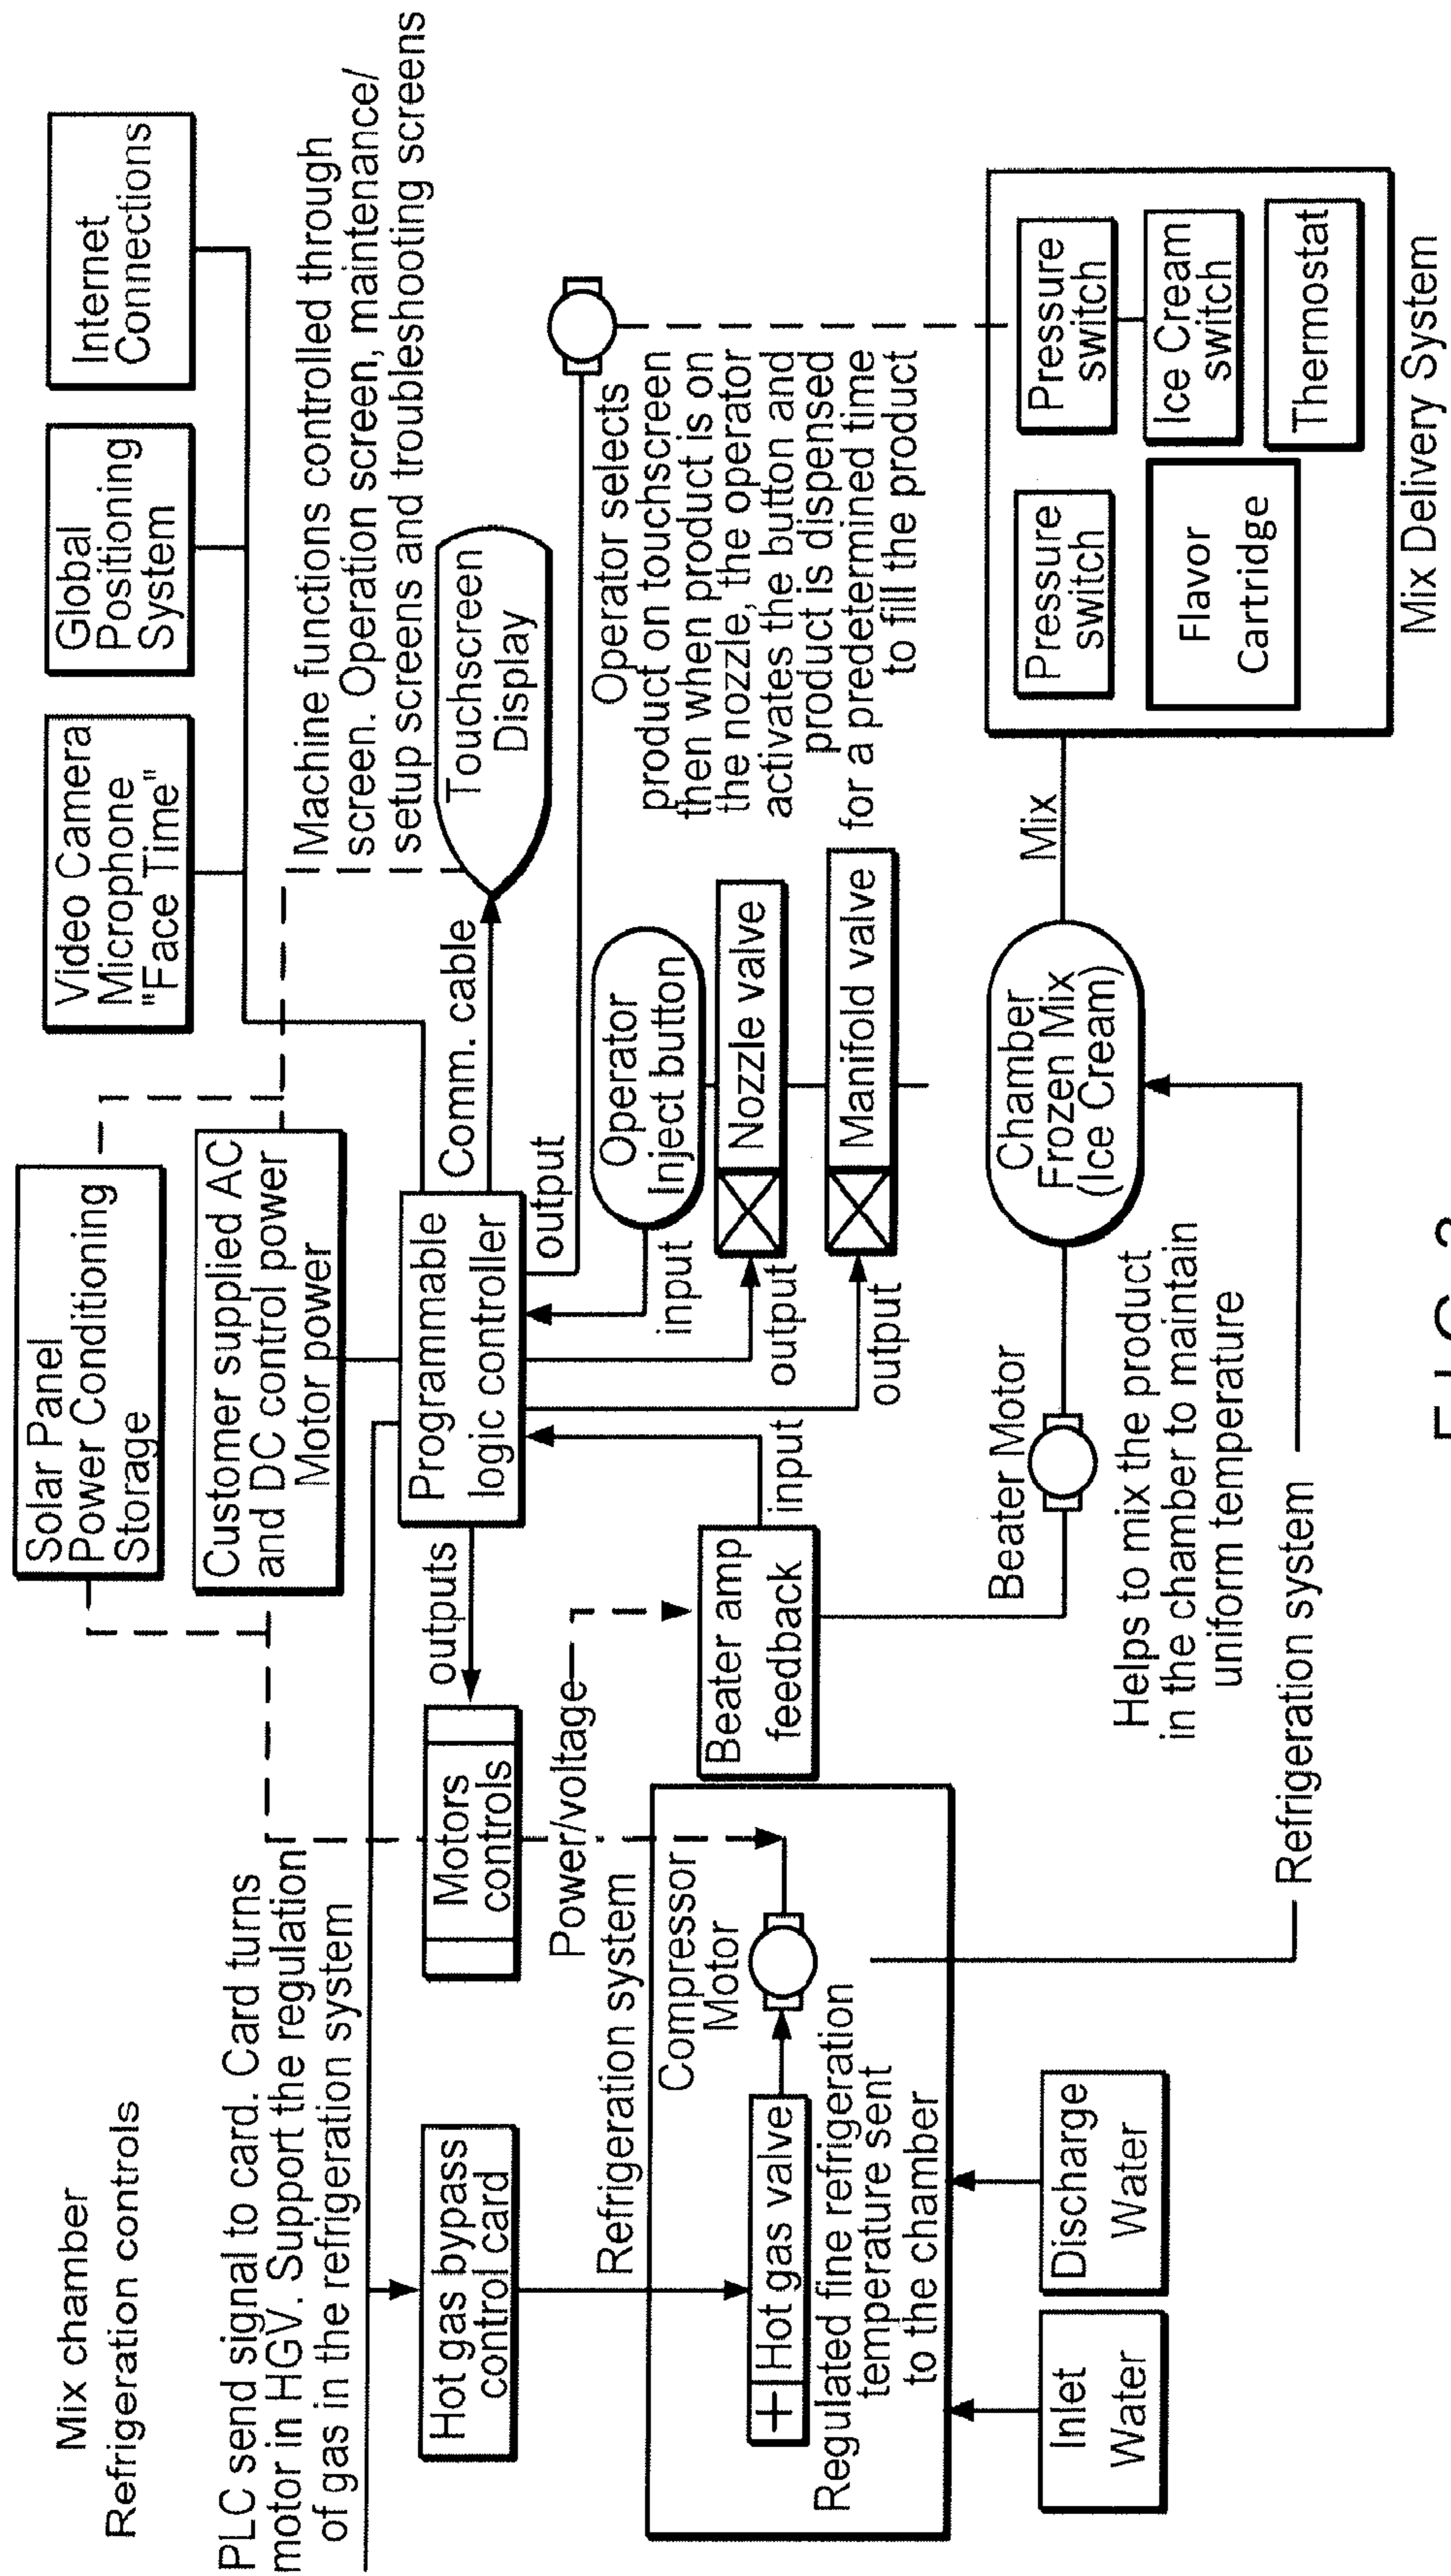 Mix chamber
Refrigeration controls
PLC send signal to card. Card turns
motor in HGV. Support the regulation
of gas in the refrigeration system
Solar Panel
Power Conditioning
Storage
Customer supplied AC
and DC control power
Motor power
Video Camera
Microphone
"Face Time"
Global
Positioning
System
Internet
Connections
Machine functions controlled through
screen. Operation screen, maintenance/
setup screens and troubleshooting screens
Hot gas bypass
control card
Motors
controls
outputs
Programmable
logic controller
Comm. cable
Touchscreen
Display
output
Operator
Inject button
input
Nozzle valve
output
Manifold valve
output
Operator selects
product on touchscreen
then when product is on
the nozzle, the operator
activates the button and
product is dispensed
for a predetermined time
to fill the product
Power/voltage
Beater amp
feedback
input
Refrigeration system
Compressor
Motor
Hot gas valve
Regulated fine refrigeration
temperature sent
to the chamber
Inlet
Water
Discharge
Water
Beater Motor
Helps to mix the product
in the chamber to maintain
uniform temperature
Refrigeration system
Chamber
Frozen Mix
(Ice Cream)
Mix
Pressure
switch
Pressure
switch
Flavor
Cartridge
Ice Cream
switch
Thermostat
Mix Delivery System